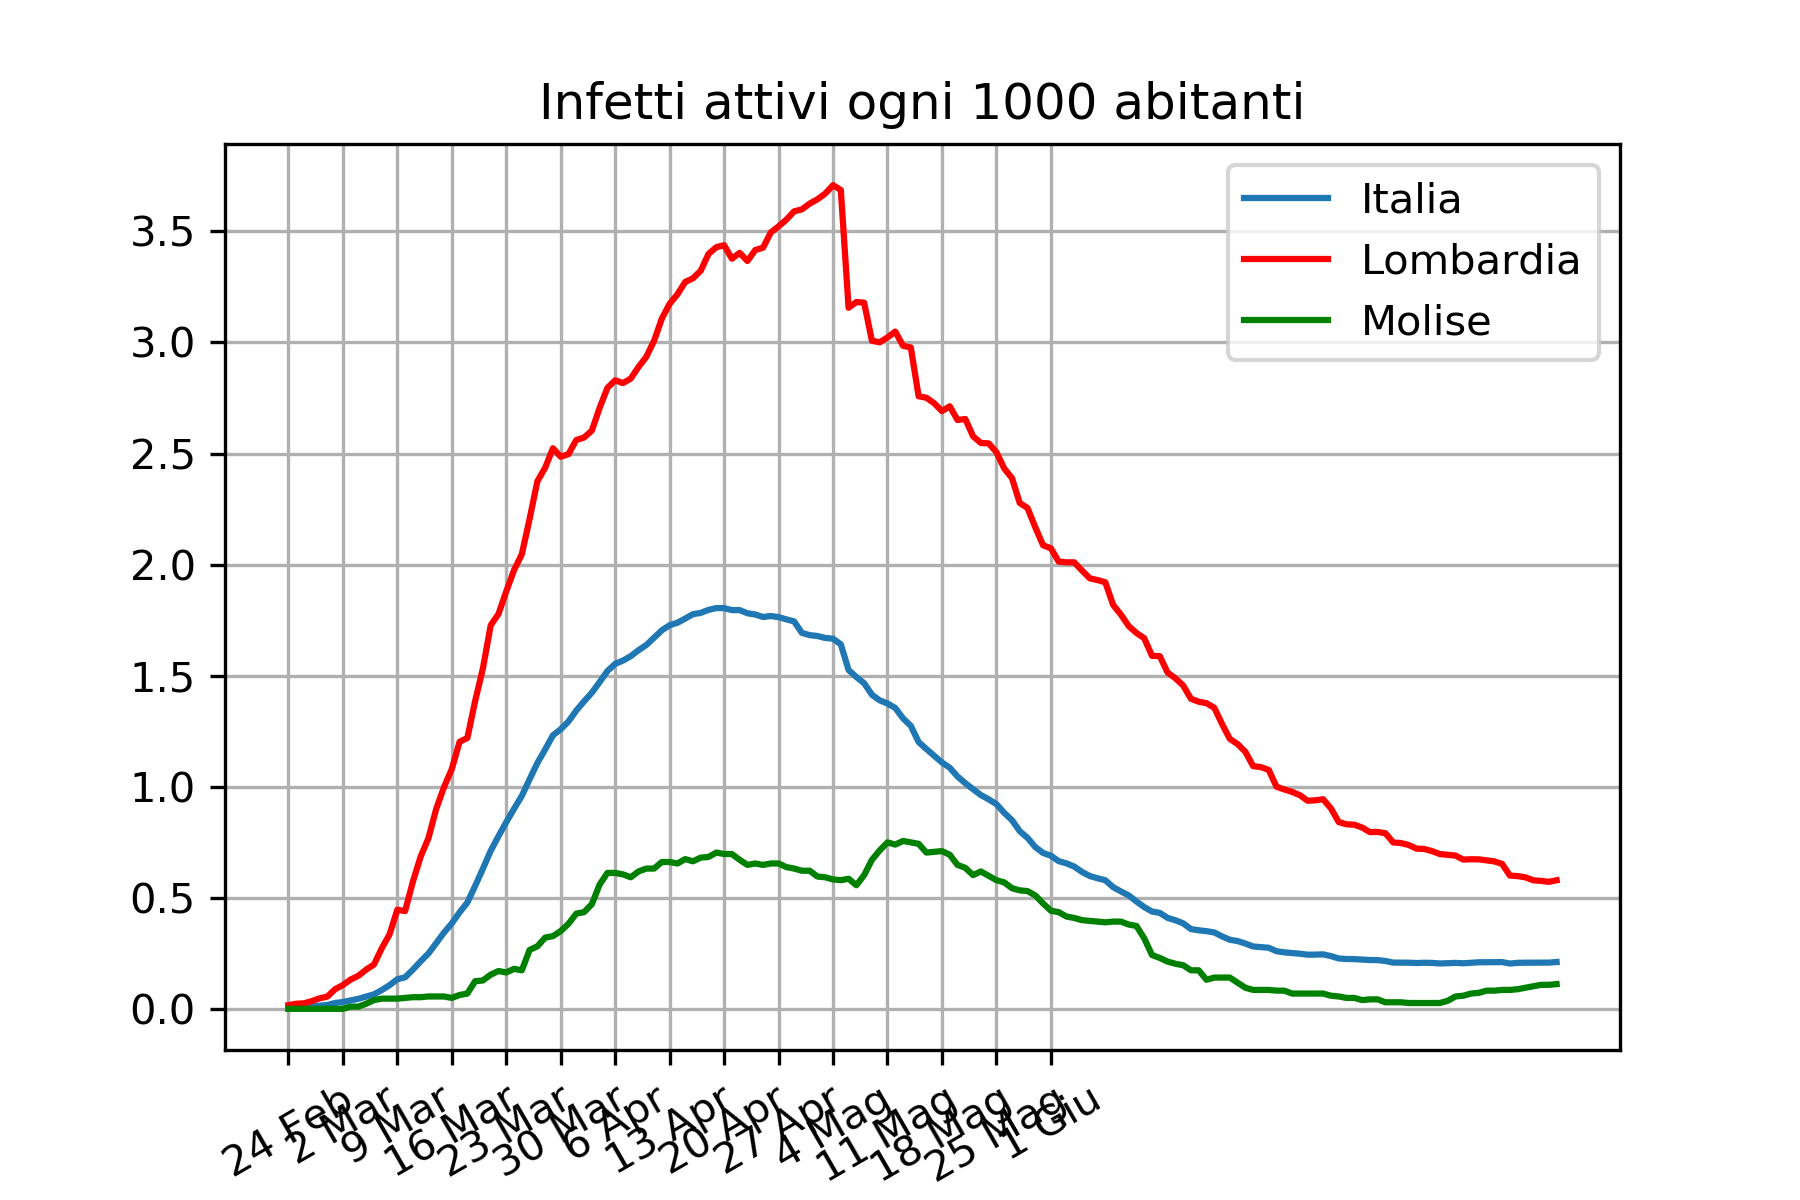 Infetti attivi ogni 1000 abitanti
Italia
Lombardia
Molise
3.5
3.0
2.5
2.0
1.5
1.0
0.5
0.0
24 Feb
2 Mar
9 Mar
16 Mar
23 Mar
30 Mar
6 Apr
13 Apr
20 Apr
27 Apr
4 Mag
11 Mag
18 Mag
25 Mag
1 Giu